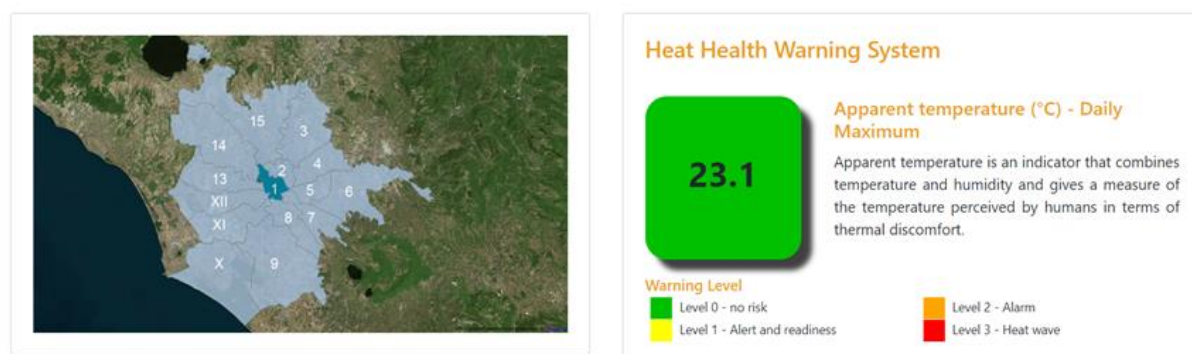 15
3
14
2
4
13
1
5
6
XII
8
7
XI
X
9
Heat Health Warning System
23.1
Apparent temperature (°C) - Daily
Maximum
Apparent temperature is an indicator that combines
temperature and humidity and gives a measure of
the temperature perceived by humans in terms of
thermal discomfort.
Warning Level
Level 0 - no risk
Level 2 - Alarm
Level 1 - Alert and readiness
Level 3 - Heat wave